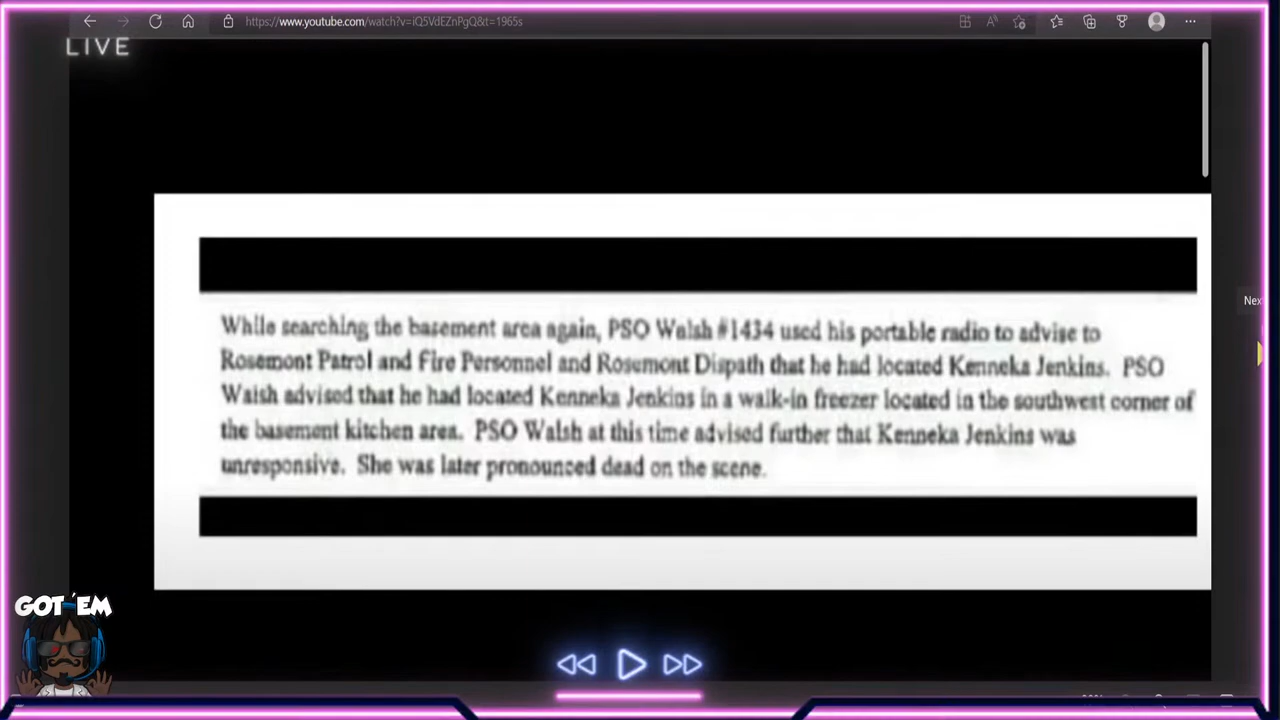 https://www.youtube.com/watch?v=iQ5VdEZnPgQ&t=1965s
LIVE
Nex
While searching the basement area again, PSO Walsh #1434 used his portable radio to advise to
Rosemont Patrol and Fire Personnel and Rosemont Dispath that he had located Kenneka Jenkins. PSO
Walsh advised that he had located Kenneka Jenkins in a walk-in freezer located in the southwest corner of
the basement kitchen area. PSO Walsh at this time advised further that Kenneka Jenkins was
unresponsive. She was later pronounced dead on the scene.
GOT 'EM